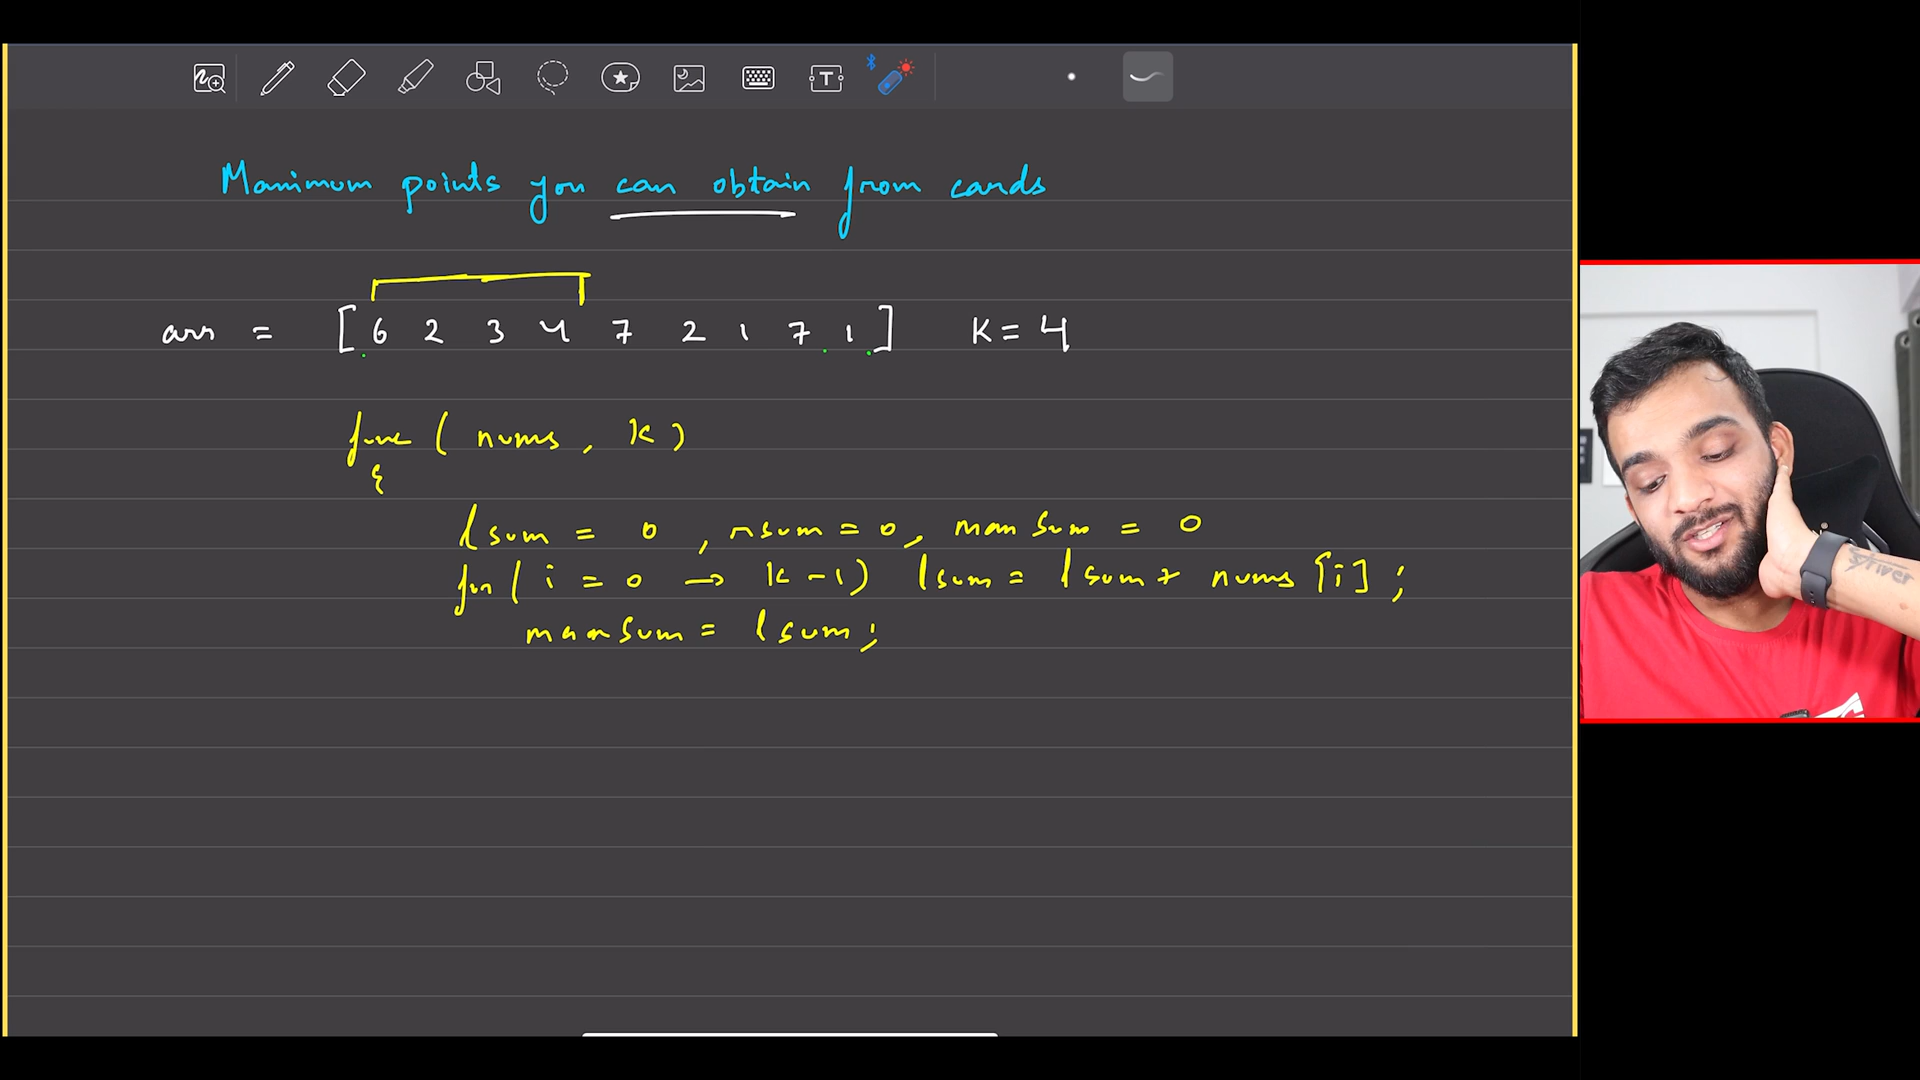 Maximum points you can obtain from cards
arr = [ 6 2 3 4 7 2 1 7 1 ] K = 4
func ( nums , k )
{
lsum = 0 , rsum = 0, maxSum = 0
for ( i = 0 → k - 1 ) lsum = lsum + nums [ i ] ;
maxSum = lsum ;
striver